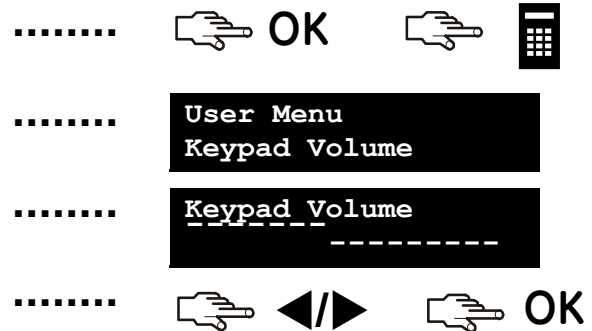 ........ OK
........ User Menu
Keypad Volume
........ Keypad Volume
------- 
---------
........ ◀/▶ OK